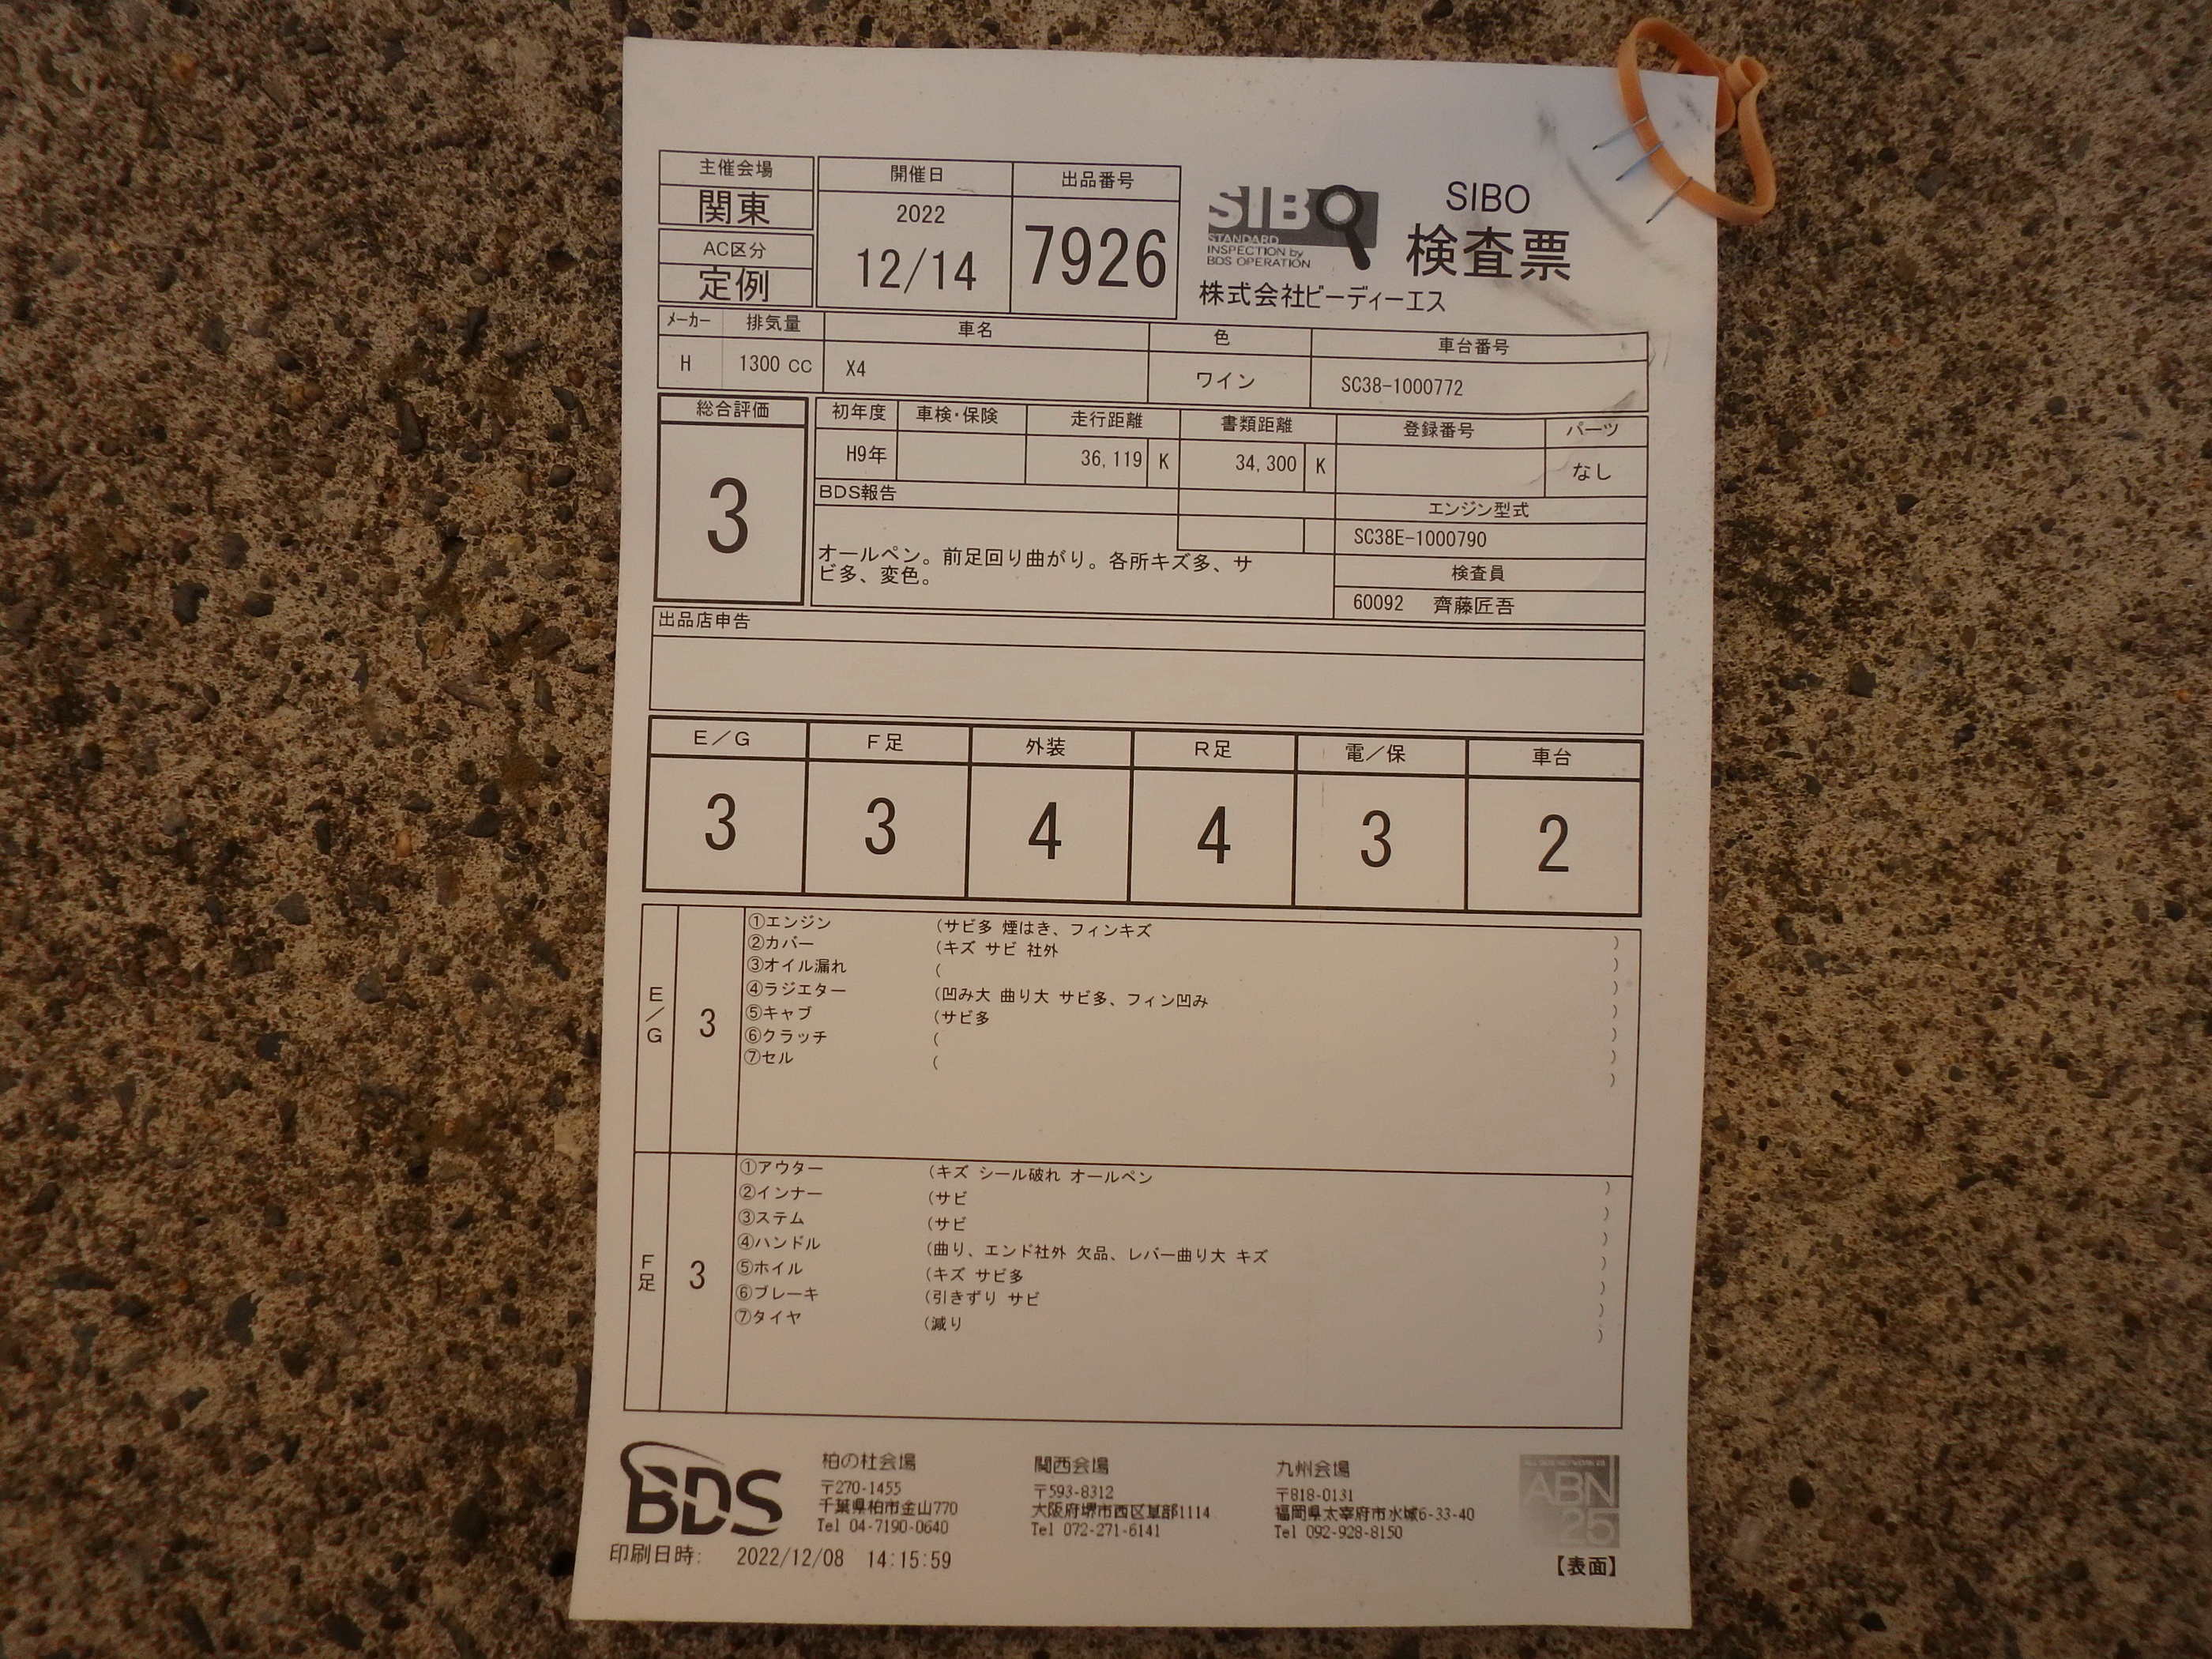 主催会場
関東
AC区分
定例
開催日
2022
12/14
出品番号
7926
SIBO
STANDARD
INSPECTION by
BDS OPERATION
SIBO
検査票
株式会社ビーディーエス
メーカー 排気量 車名 色 車台番号
H 1300 CC X4 ワイン SC38-1000772
総合評価
3
初年度 車検・保険 走行距離 書類距離 登録番号 パーツ
H9年 36,119 K 34,300 K なし
BDS報告
オールペン。前足回り曲がり。各所キズ多、サ
ビ多、変色。
エンジン型式
SC38E-1000790
検査員
60092 齊藤匠吾
出品店申告
E/G F足 外装 R足 電/保 車台
3 3 4 4 3 2
E/G
3
①エンジン (サビ多 煙はき、フィンキズ )
②カバー (キズ サビ 社外 )
③オイル漏れ ( )
④ラジエター (凹み大 曲り大 サビ多、フィン凹み )
⑤キャブ (サビ多 )
⑥クラッチ ( )
⑦セル ( )
F足
3
①アウター (キズ シール破れ オールペン )
②インナー (サビ )
③ステム (サビ )
④ハンドル (曲り、エンド社外 欠品、レバー曲り大 キズ )
⑤ホイル (キズ サビ多 )
⑥ブレーキ (引きずり サビ )
⑦タイヤ (減り )
BDS
柏の杜会場
〒270-1455
千葉県柏市金山770
Tel 04-7190-0640
関西会場
〒593-8312
大阪府堺市西区草部1114
Tel 072-271-6141
九州会場
〒818-0131
福岡県太宰府市水城6-33-40
Tel 092-928-8150
ABN
25
印刷日時: 2022/12/08 14:15:59
【表面】